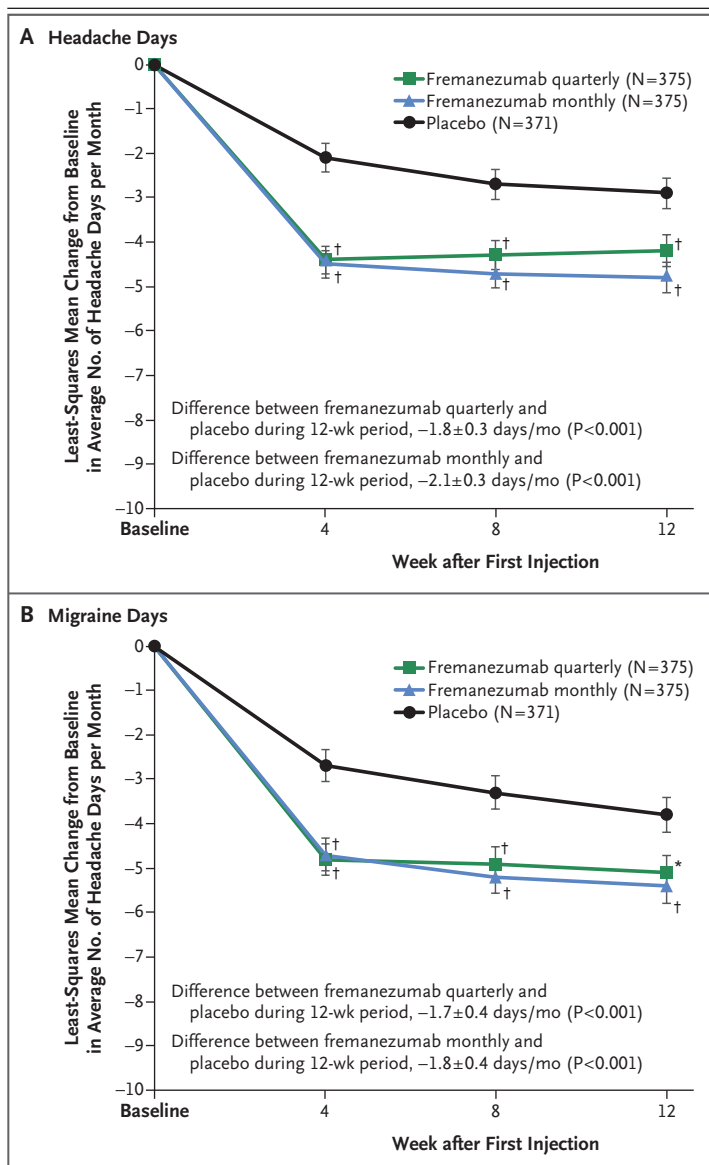 A Headache Days
Least-Squares Mean Change from Baseline
in Average No. of Headache Days per Month
0
−1
−2
−3
−4
−5
−6
−7
−8
−9
−10
Fremanezumab quarterly (N=375)
Fremanezumab monthly (N=375)
Placebo (N=371)
†
†
†
†
†
†
Difference between fremanezumab quarterly and
placebo during 12-wk period, −1.8±0.3 days/mo (P<0.001)
Difference between fremanezumab monthly and
placebo during 12-wk period, −2.1±0.3 days/mo (P<0.001)
Baseline 4 8 12
Week after First Injection
B Migraine Days
Least-Squares Mean Change from Baseline
in Average No. of Headache Days per Month
0
−1
−2
−3
−4
−5
−6
−7
−8
−9
−10
Fremanezumab quarterly (N=375)
Fremanezumab monthly (N=375)
Placebo (N=371)
†
†
†
†
*
†
Difference between fremanezumab quarterly and
placebo during 12-wk period, −1.7±0.4 days/mo (P<0.001)
Difference between fremanezumab monthly and
placebo during 12-wk period, −1.8±0.4 days/mo (P<0.001)
Baseline 4 8 12
Week after First Injection